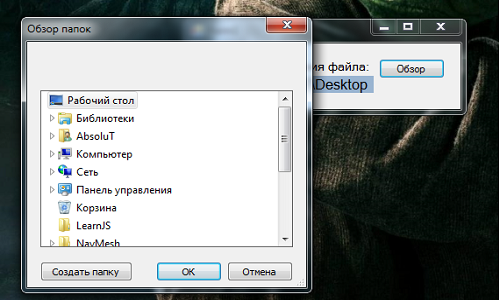 Обзор папок
Рабочий стол
Библиотеки
AbsoluT
Компьютер
Сеть
Панель управления
Корзина
LearnJS
NavMesh
Создать папку
OK
Отмена
файла:
Обзор
\Desktop